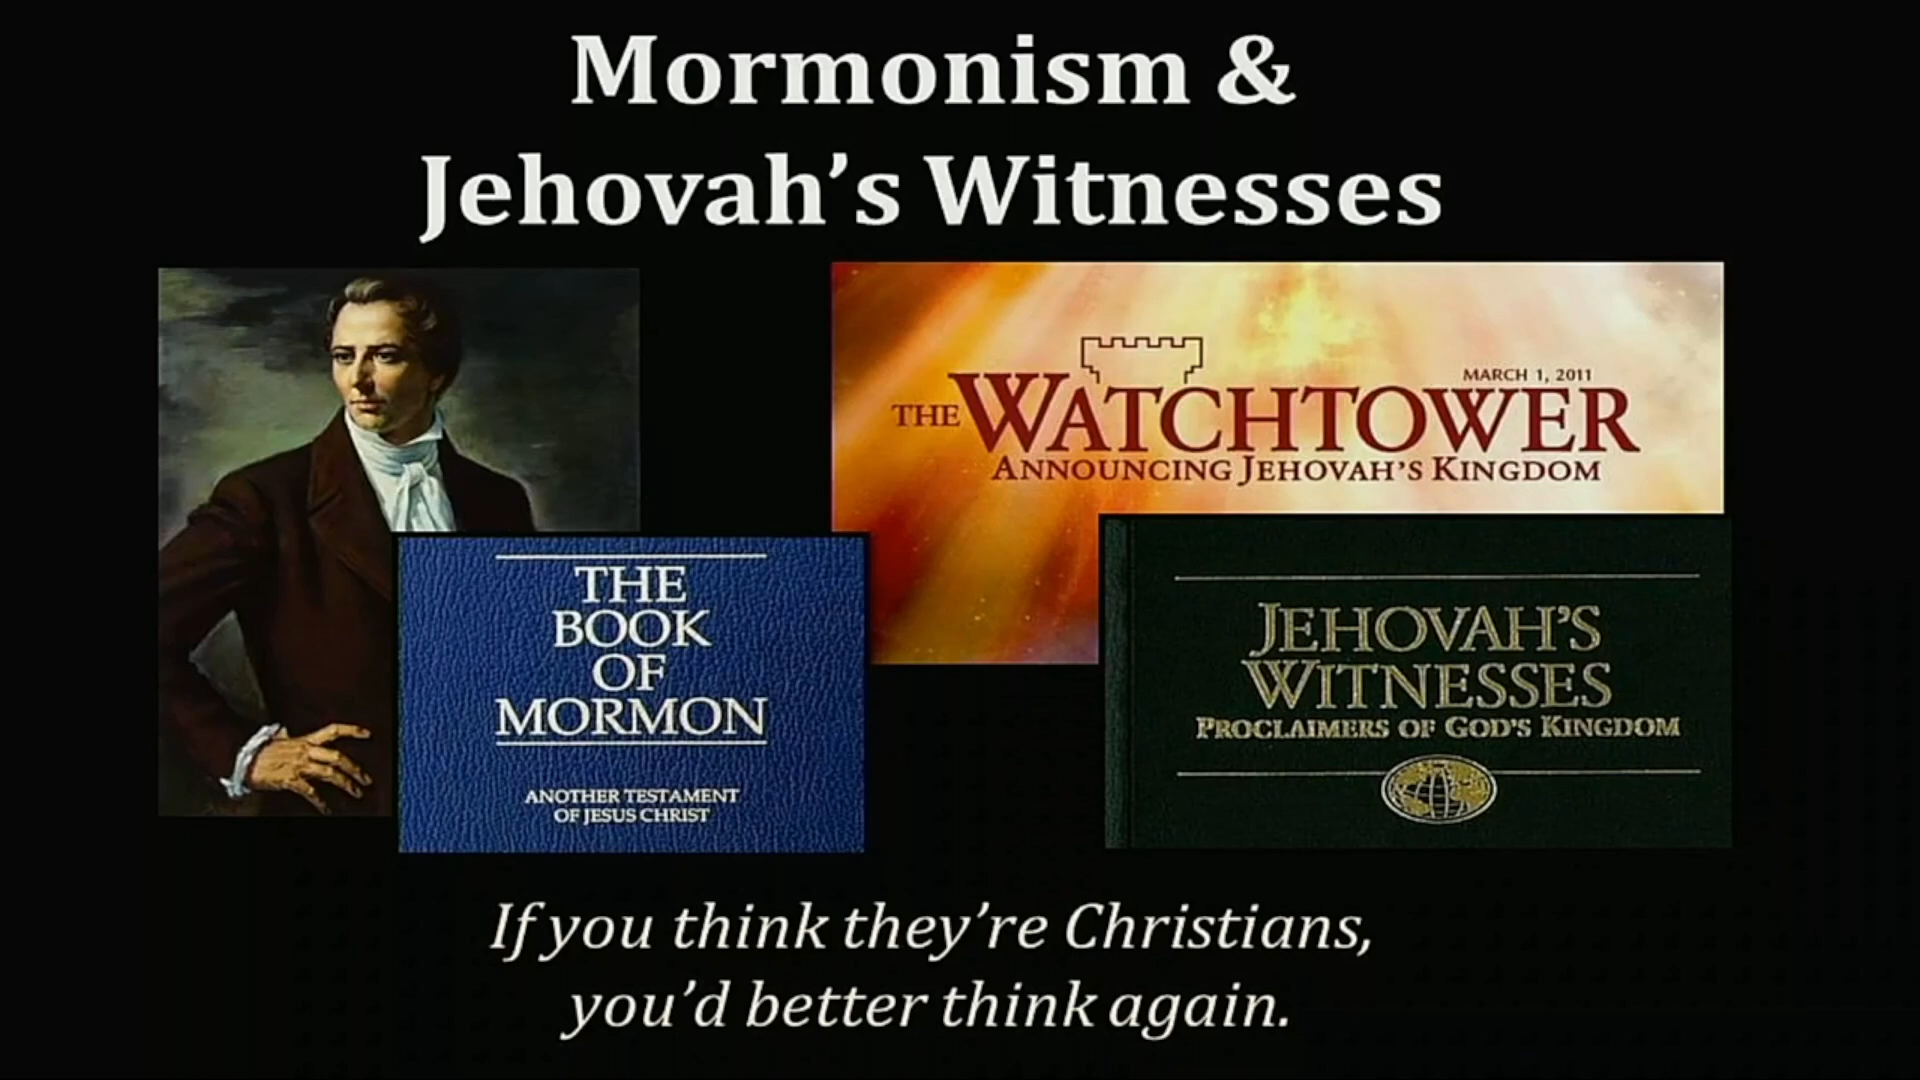 Mormonism &
Jehovah's Witnesses
MARCH 1, 2011
THE WATCHTOWER
ANNOUNCING JEHOVAH'S KINGDOM
THE
BOOK
OF
MORMON
ANOTHER TESTAMENT
OF JESUS CHRIST
JEHOVAH'S
WITNESSES
PROCLAIMERS OF GOD'S KINGDOM
If you think they're Christians,
you'd better think again.